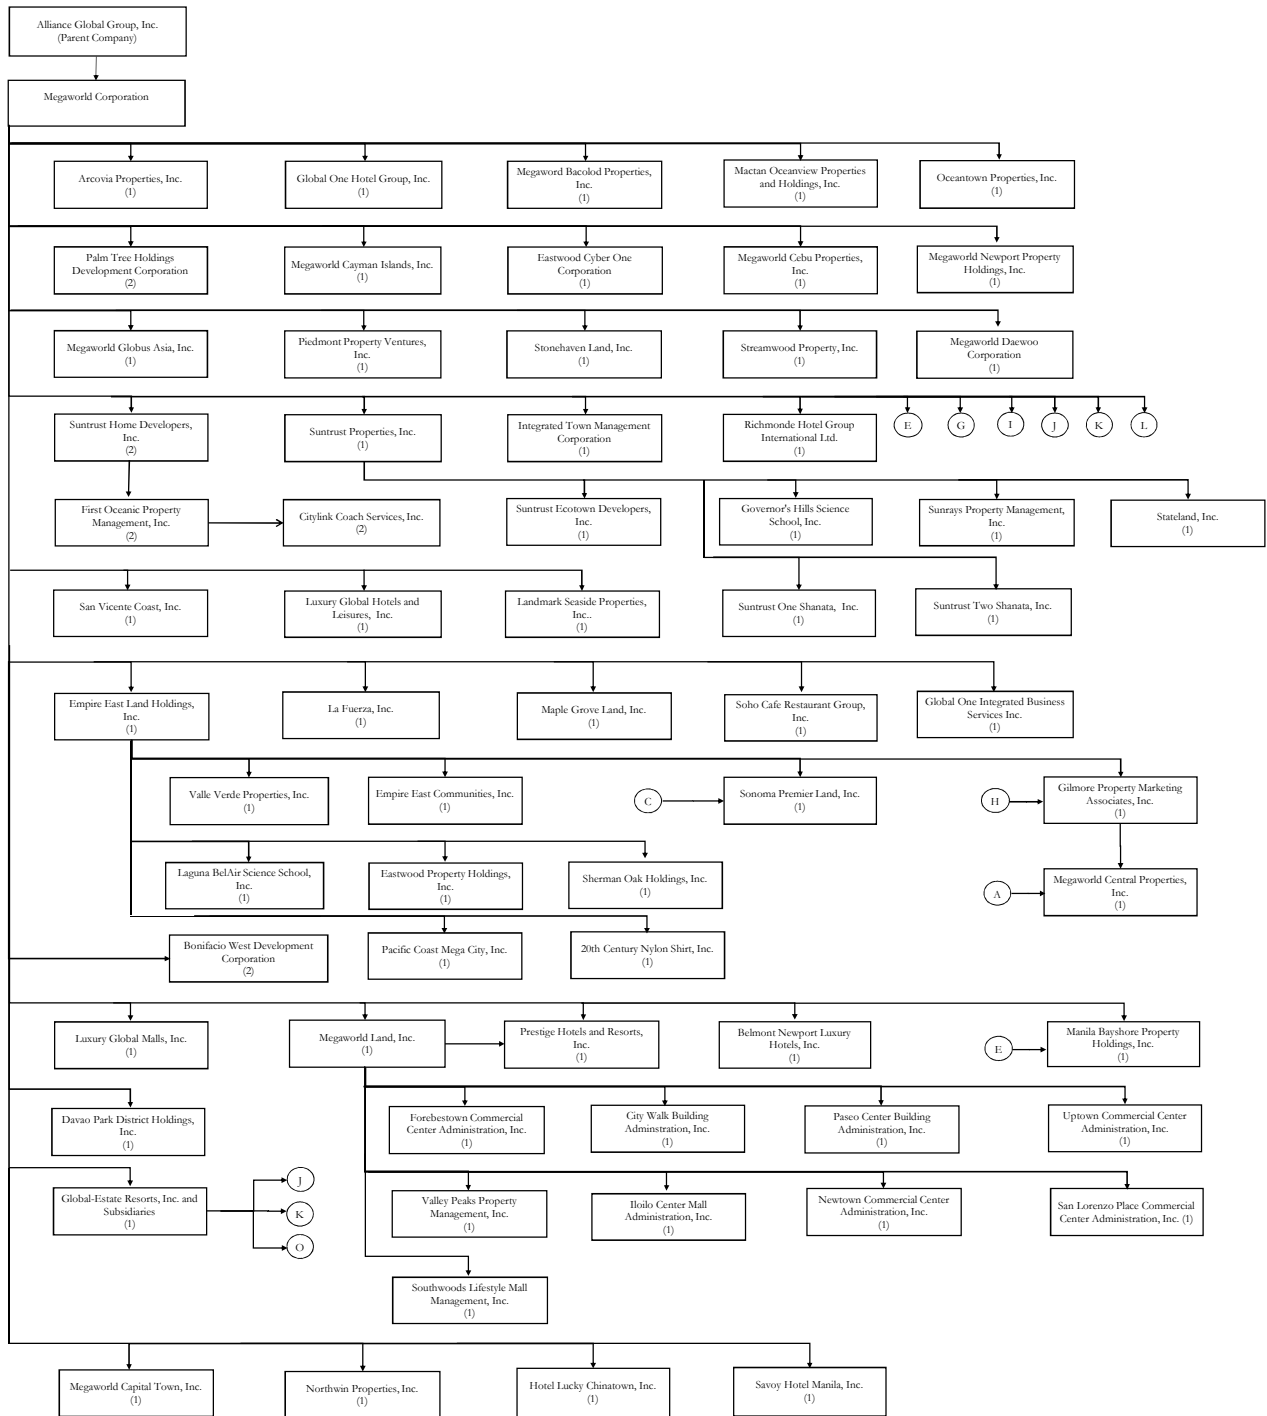 Alliance Global Group, Inc.
(Parent Company)
Megaworld Corporation
Arcovia Properties, Inc.
(1)
Global One Hotel Group, Inc.
(1)
Megaword Bacolod Properties,
Inc.
(1)
Mactan Oceanview Properties
and Holdings, Inc.
(1)
Oceantown Properties, Inc.
(1)
Palm Tree Holdings
Development Corporation
(2)
Megaworld Cayman Islands, Inc.
(1)
Eastwood Cyber One
Corporation
(1)
Megaworld Cebu Properties,
Inc.
(1)
Megaworld Newport Property
Holdings, Inc.
(1)
Megaworld Globus Asia, Inc.
(1)
Piedmont Property Ventures,
Inc.
(1)
Stonehaven Land, Inc.
(1)
Streamwood Property, Inc.
(1)
Megaworld Daewoo
Corporation
(1)
Suntrust Home Developers,
Inc.
(2)
Suntrust Properties, Inc.
(1)
Integrated Town Management
Corporation
(1)
Richmonde Hotel Group
International Ltd.
(1)
E
G
I
J
K
L
First Oceanic Property
Management, Inc.
(2)
Citylink Coach Services, Inc.
(2)
Suntrust Ecotown Developers,
Inc.
(1)
Governor's Hills Science
School, Inc.
(1)
Sunrays Property Management,
Inc.
(1)
Stateland, Inc.
(1)
San Vicente Coast, Inc.
(1)
Luxury Global Hotels and
Leisures, Inc.
(1)
Landmark Seaside Properties,
Inc..
(1)
Suntrust One Shanata, Inc.
(1)
Suntrust Two Shanata, Inc.
(1)
Empire East Land Holdings,
Inc.
(1)
La Fuerza, Inc.
(1)
Maple Grove Land, Inc.
(1)
Soho Cafe Restaurant Group,
Inc.
(1)
Global One Integrated Business
Services Inc.
(1)
Valle Verde Properties, Inc.
(1)
Empire East Communities, Inc.
(1)
C
Sonoma Premier Land, Inc.
(1)
H
Gilmore Property Marketing
Associates, Inc.
(1)
Laguna BelAir Science School,
Inc.
(1)
Eastwood Property Holdings,
Inc.
(1)
Sherman Oak Holdings, Inc.
(1)
A
Megaworld Central Properties,
Inc.
(1)
Bonifacio West Development
Corporation
(2)
Pacific Coast Mega City, Inc.
(1)
20th Century Nylon Shirt, Inc.
(1)
Luxury Global Malls, Inc.
(1)
Megaworld Land, Inc.
(1)
Prestige Hotels and Resorts,
Inc.
(1)
Belmont Newport Luxury
Hotels, Inc.
(1)
E
Manila Bayshore Property
Holdings, Inc.
(1)
Davao Park District Holdings,
Inc.
(1)
Forebestown Commercial
Center Administration, Inc.
(1)
City Walk Building
Adminstration, Inc.
(1)
Paseo Center Building
Administration, Inc.
(1)
Uptown Commercial Center
Administration, Inc.
(1)
Global-Estate Resorts, Inc. and
Subsidiaries
(1)
J
K
O
Valley Peaks Property
Management, Inc.
(1)
Iloilo Center Mall
Administration, Inc.
(1)
Newtown Commercial Center
Administration, Inc.
(1)
San Lorenzo Place Commercial
Center Administration, Inc. (1)
Southwoods Lifestyle Mall
Management, Inc.
(1)
Megaworld Capital Town, Inc.
(1)
Northwin Properties, Inc.
(1)
Hotel Lucky Chinatown, Inc.
(1)
Savoy Hotel Manila, Inc.
(1)